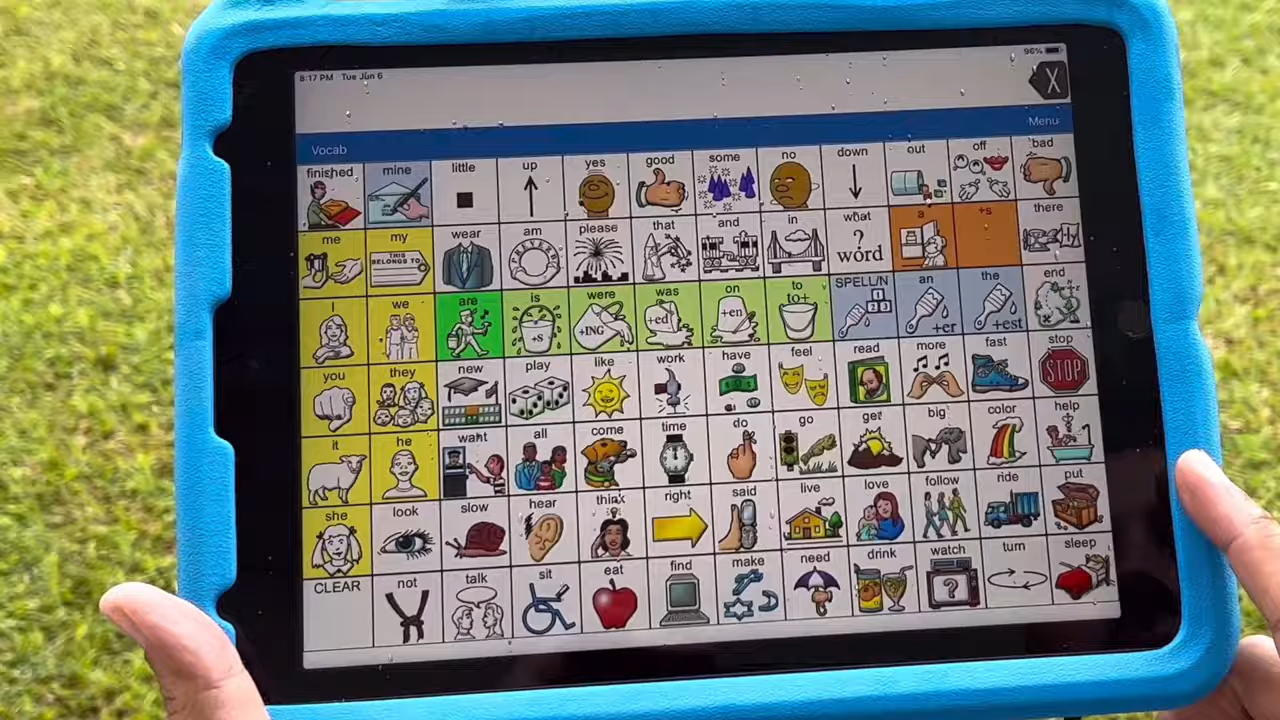 8:17 PM Tue Jun 6 96%
X
Vocab Menu
finished mine little up yes good some no down out off bad
me my wear am please that and in what a +s there
THIS BELONGS TO ? word
I we are is were was on to SPELL/N an the end
+S +ING +ed +en to+ 1 2 3 +er +est
you they new play like work have feel read more fast stop
STOP
it he want all come time do go get big color help
she look slow hear think right said live love follow ride put
CLEAR not talk sit eat find make need drink watch turn sleep
?